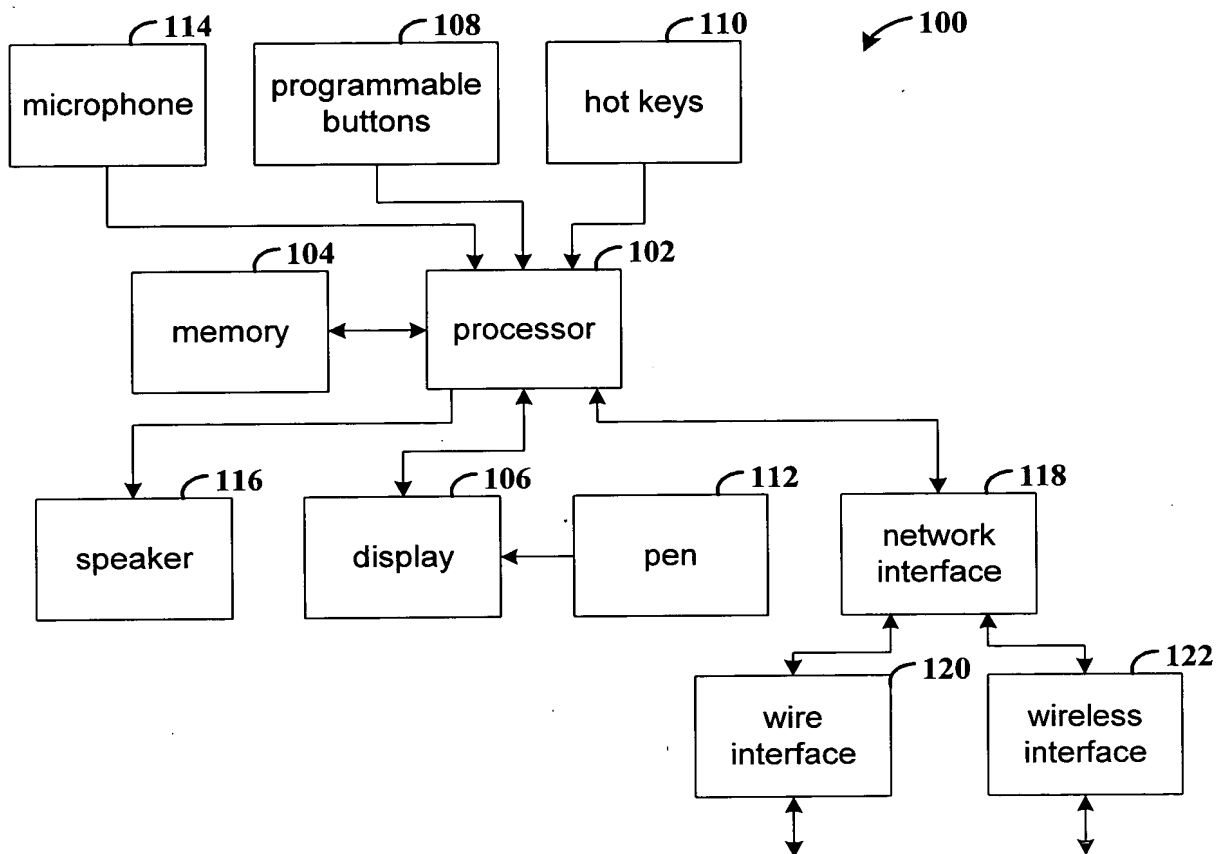 114
108
110
100
microphone
programmable
buttons
hot keys
104
102
memory
processor
116
106
112
118
speaker
display
pen
network
interface
120
122
wire
interface
wireless
interface